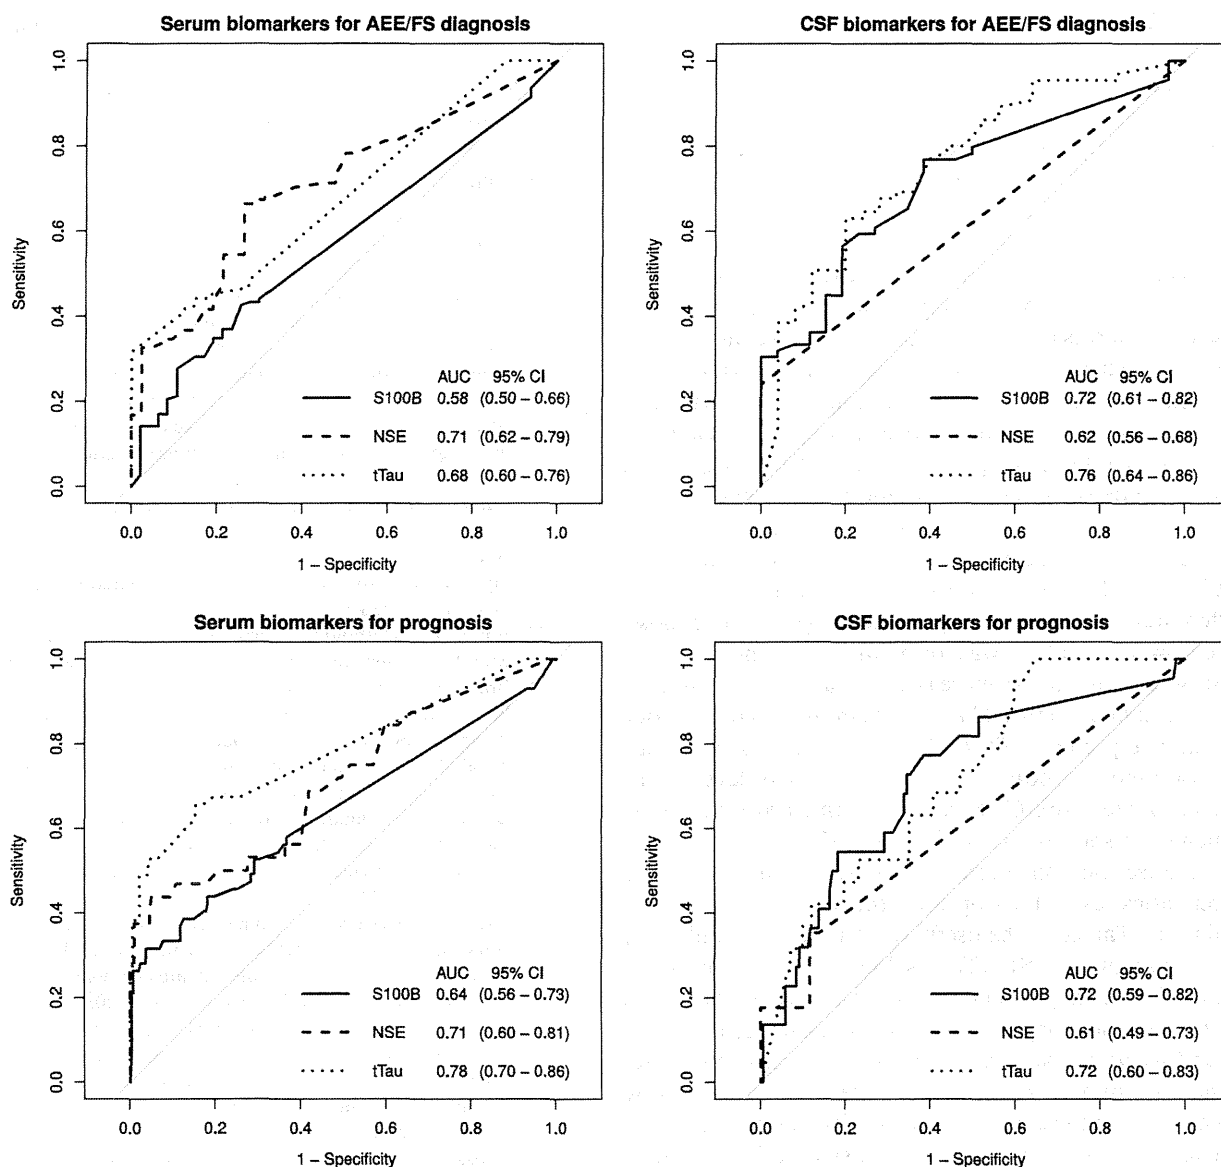 Serum biomarkers for AEE/FS diagnosis
1.0
0.8
0.6
0.4
0.2
0.0
Sensitivity
AUC 95% CI
S100B 0.58 (0.50 – 0.66)
NSE 0.71 (0.62 – 0.79)
tTau 0.68 (0.60 – 0.76)
0.0 0.2 0.4 0.6 0.8 1.0
1 – Specificity
CSF biomarkers for AEE/FS diagnosis
1.0
0.8
0.6
0.4
0.2
0.0
Sensitivity
AUC 95% CI
S100B 0.72 (0.61 – 0.82)
NSE 0.62 (0.56 – 0.68)
tTau 0.76 (0.64 – 0.86)
0.0 0.2 0.4 0.6 0.8 1.0
1 – Specificity
Serum biomarkers for prognosis
1.0
0.8
0.6
0.4
0.2
0.0
Sensitivity
AUC 95% CI
S100B 0.64 (0.56 – 0.73)
NSE 0.71 (0.60 – 0.81)
tTau 0.78 (0.70 – 0.86)
0.0 0.2 0.4 0.6 0.8 1.0
1 – Specificity
CSF biomarkers for prognosis
1.0
0.8
0.6
0.4
0.2
0.0
Sensitivity
AUC 95% CI
S100B 0.72 (0.59 – 0.82)
NSE 0.61 (0.49 – 0.73)
tTau 0.72 (0.60 – 0.83)
0.0 0.2 0.4 0.6 0.8 1.0
1 – Specificity